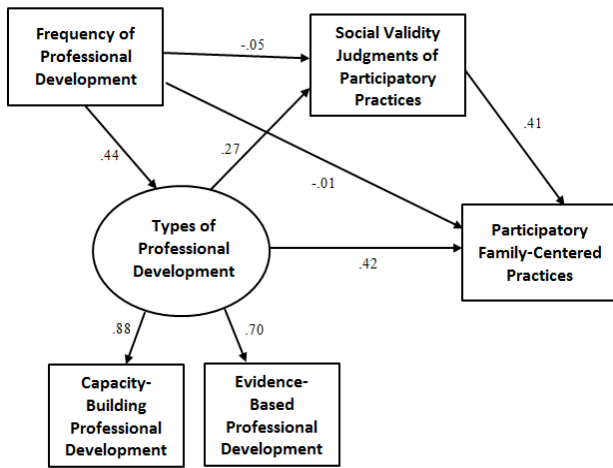 Frequency of
Professional
Development
Social Validity
Judgments of
Participatory
Practices
-.05
.41
.44
.27
-.01
Types of
Professional
Development
Participatory
Family-Centered
Practices
.42
.88
.70
Capacity-
Building
Professional
Development
Evidence-
Based
Professional
Development